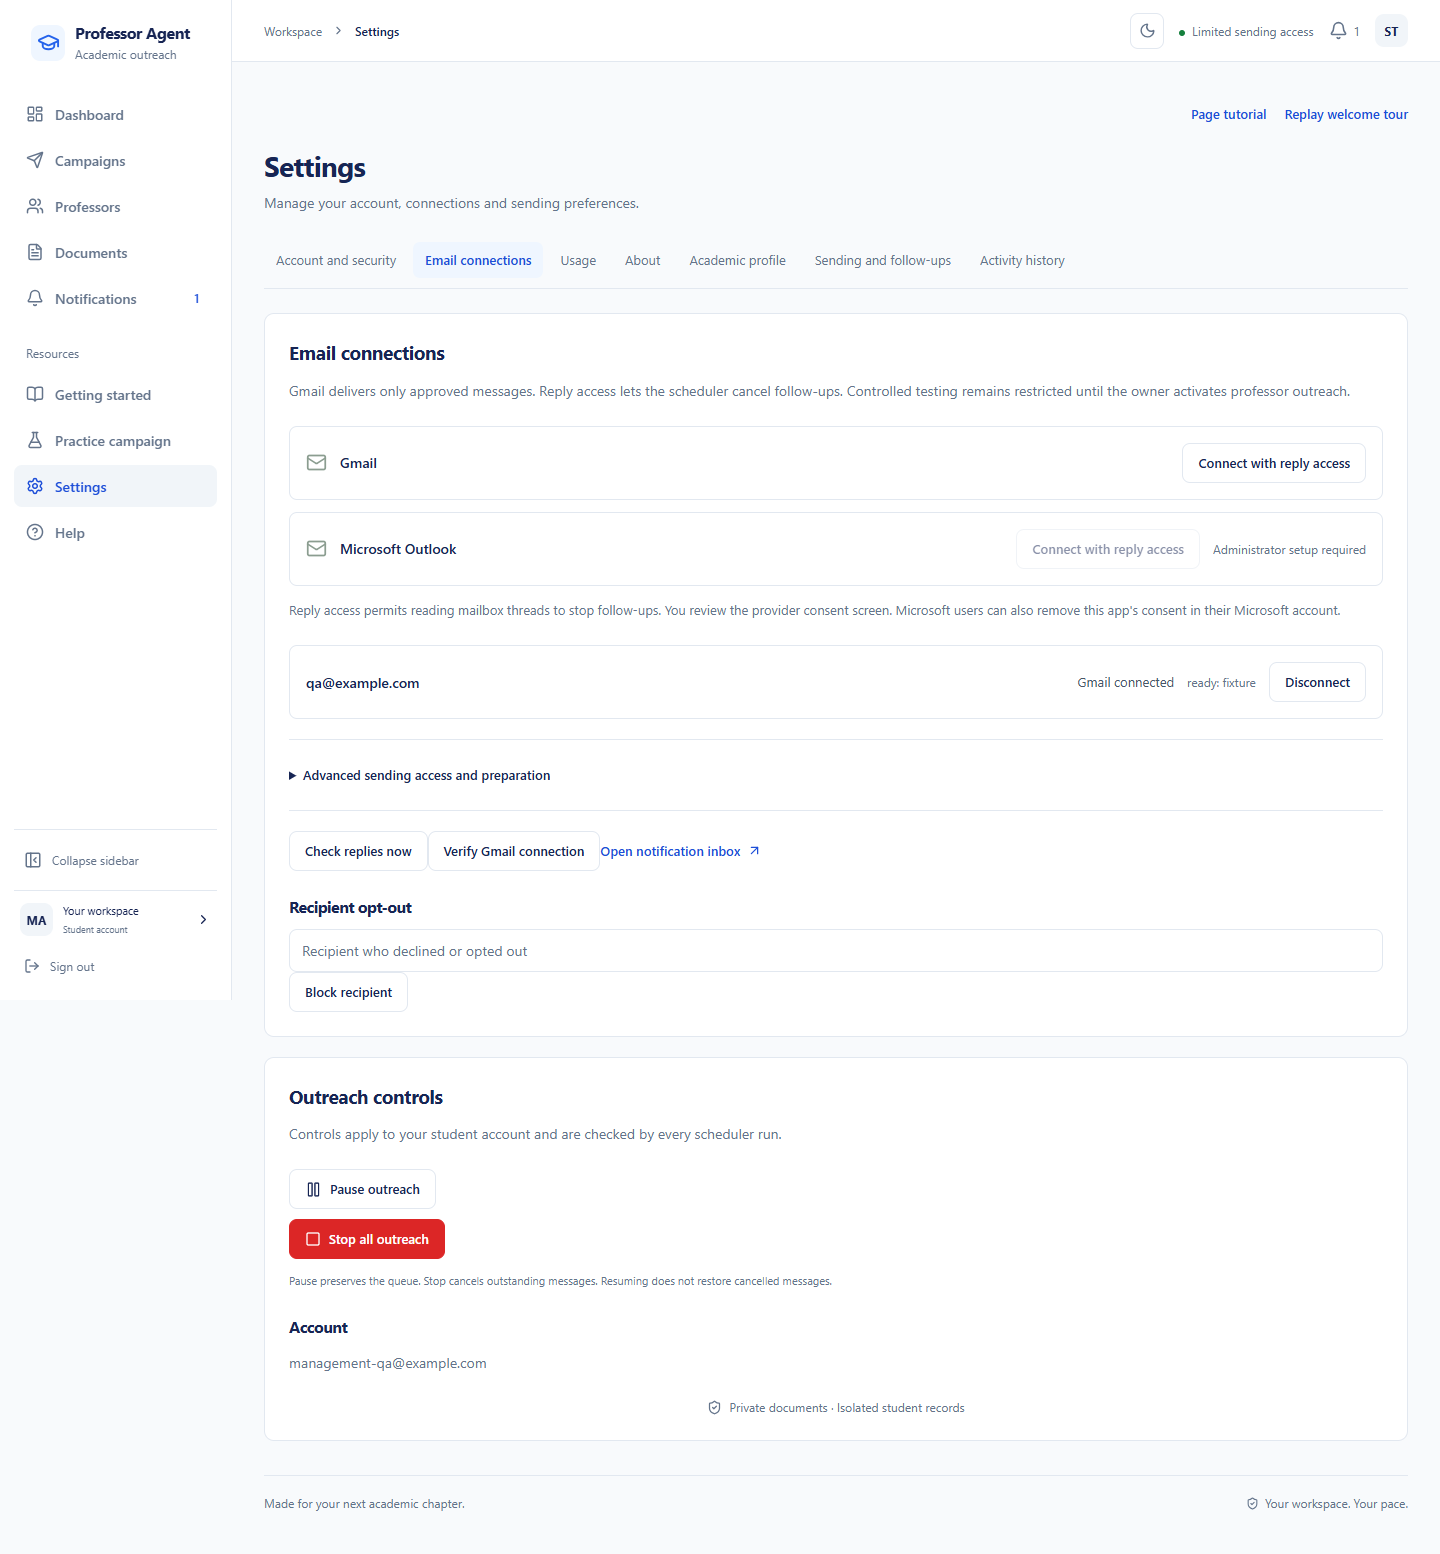 Professor Agent
Academic outreach
Dashboard
Campaigns
Professors
Documents
Notifications 1
Resources
Getting started
Practice campaign
Settings
Help
Collapse sidebar
MA
Your workspace
Student account
Sign out
Workspace > Settings
Limited sending access
1
ST
Page tutorial Replay welcome tour
Settings
Manage your account, connections and sending preferences.
Account and security Email connections Usage About Academic profile Sending and follow-ups Activity history
Email connections
Gmail delivers only approved messages. Reply access lets the scheduler cancel follow-ups. Controlled testing remains restricted until the owner activates professor outreach.
Gmail Connect with reply access
Microsoft Outlook Connect with reply access Administrator setup required
Reply access permits reading mailbox threads to stop follow-ups. You review the provider consent screen. Microsoft users can also remove this app's consent in their Microsoft account.
qa@example.com Gmail connected ready: fixture Disconnect
Advanced sending access and preparation
Check replies now Verify Gmail connection Open notification inbox
Recipient opt-out
Recipient who declined or opted out
Block recipient
Outreach controls
Controls apply to your student account and are checked by every scheduler run.
Pause outreach
Stop all outreach
Pause preserves the queue. Stop cancels outstanding messages. Resuming does not restore cancelled messages.
Account
management-qa@example.com
Private documents · Isolated student records
Made for your next academic chapter. Your workspace. Your pace.